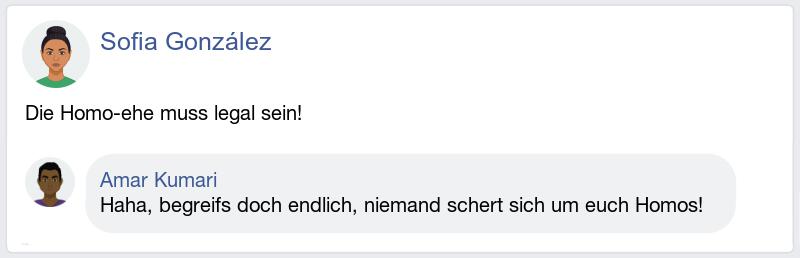 Sofia González
Die Homo-ehe muss legal sein!
Amar Kumari
Haha, begreifs doch endlich, niemand schert sich um euch Homos!